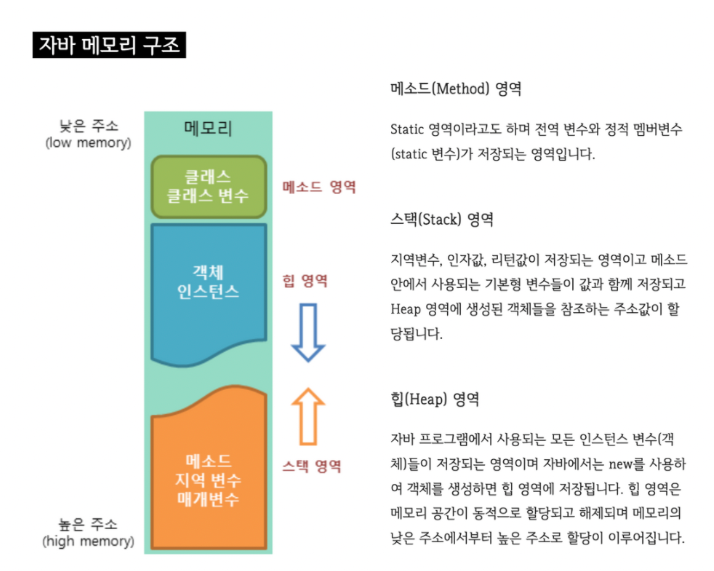 자바 메모리 구조
낮은 주소
(low memory)
메모리
클래스
클래스 변수
메소드 영역
객체
인스턴스
힙 영역
메소드
지역 변수
매개변수
스택 영역
높은 주소
(high memory)
메소드(Method) 영역
Static 영역이라고도 하며 전역 변수와 정적 멤버변수
(static 변수)가 저장되는 영역입니다.
스택(Stack) 영역
지역변수, 인자값, 리턴값이 저장되는 영역이고 메소드
안에서 사용되는 기본형 변수들이 값과 함께 저장되고
Heap 영역에 생성된 객체들을 참조하는 주소값이 할
당됩니다.
힙(Heap) 영역
자바 프로그램에서 사용되는 모든 인스턴스 변수(객
체)들이 저장되는 영역이며 자바에서는 new를 사용하
여 객체를 생성하면 힙 영역에 저장됩니다. 힙 영역은
메모리 공간이 동적으로 할당되고 해제되며 메모리의
낮은 주소에서부터 높은 주소로 할당이 이루어집니다.